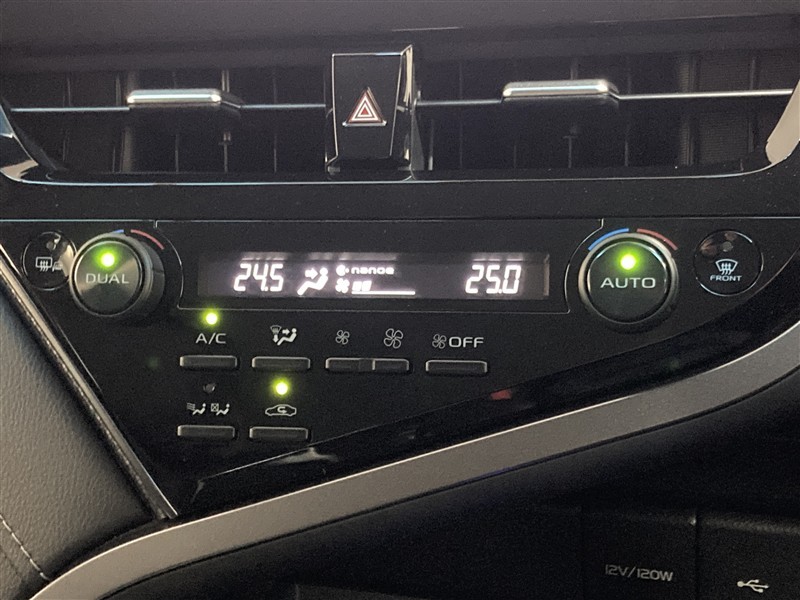 DUAL
24.5
nanoe
25.0
AUTO
FRONT
A/C
OFF
12V/120W